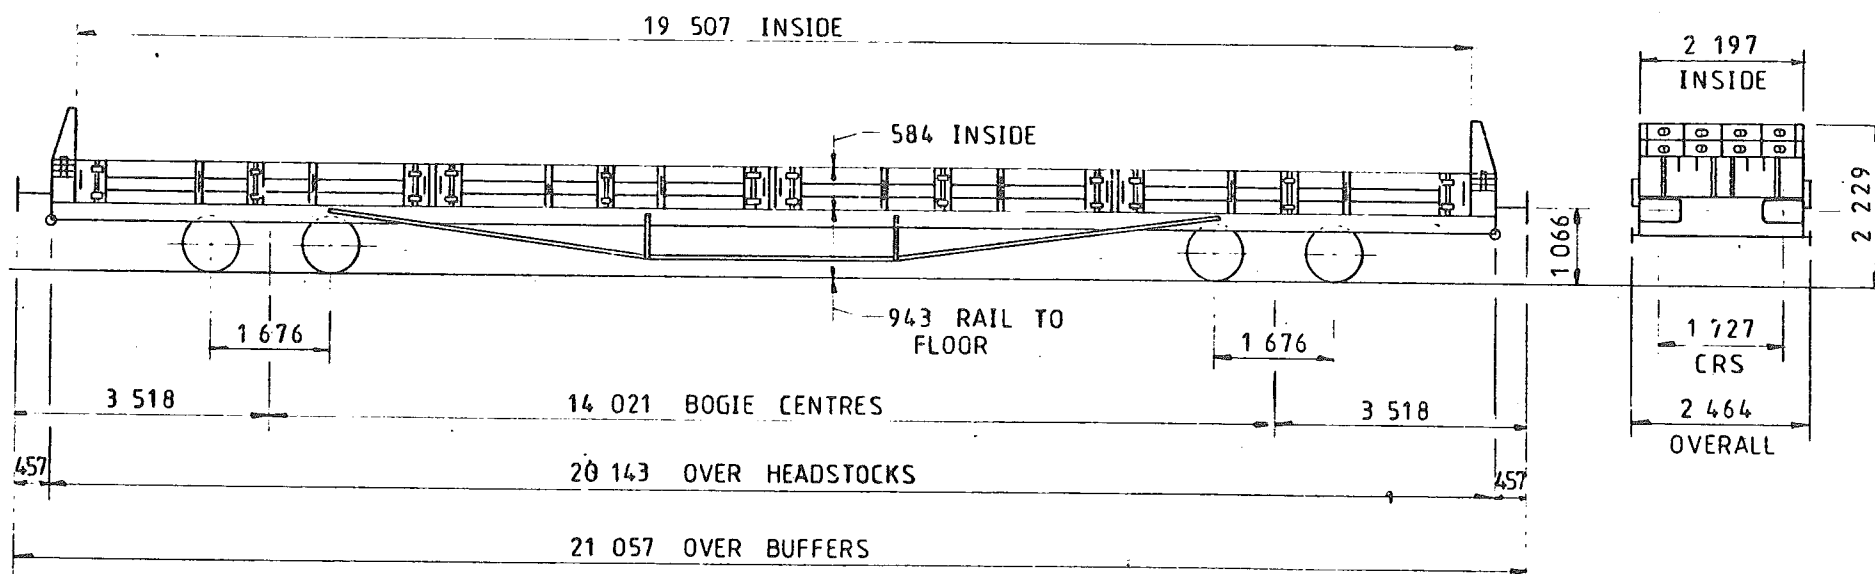 19 507 INSIDE
2 197
INSIDE
584 INSIDE
2 229
1 066
943 RAIL TO
FLOOR
1 676
1 676
1 727
CRS
3 518
14 021 BOGIE CENTRES
3 518
2 464
OVERALL
457
20 143 OVER HEADSTOCKS
457
21 057 OVER BUFFERS